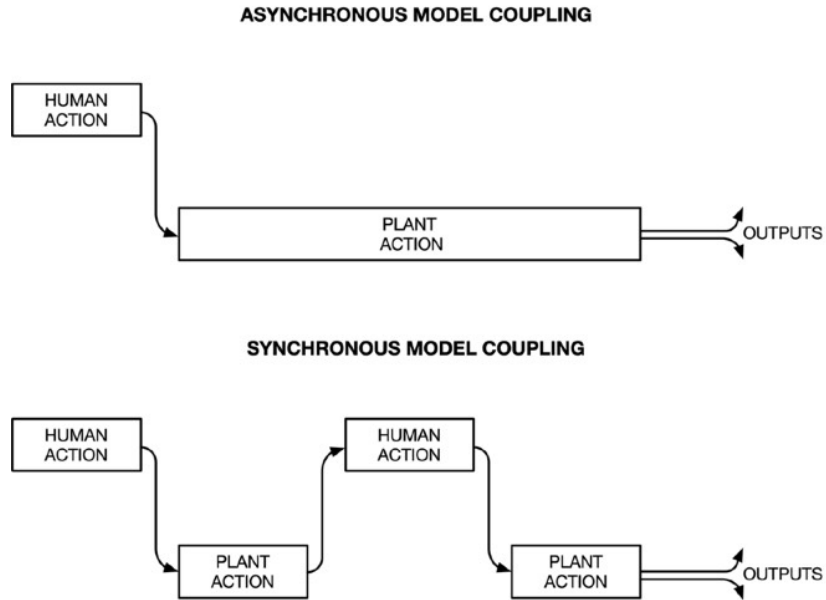 ASYNCHRONOUS MODEL COUPLING
HUMAN
ACTION
PLANT
ACTION
OUTPUTS
SYNCHRONOUS MODEL COUPLING
HUMAN
ACTION
HUMAN
ACTION
PLANT
ACTION
PLANT
ACTION
OUTPUTS